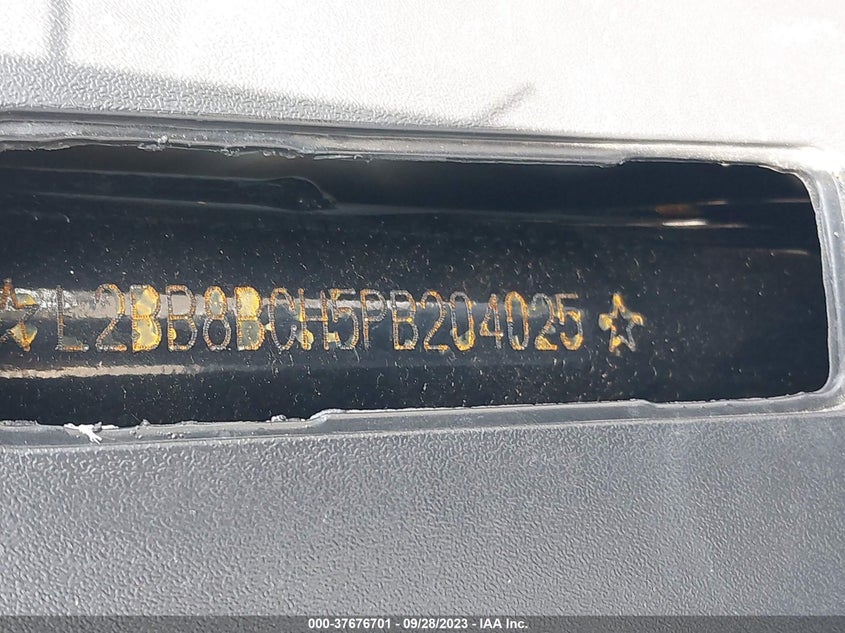 ☆L2BB8BCH5PB204025☆
000-37676701 - 09/28/2023 - IAA Inc.